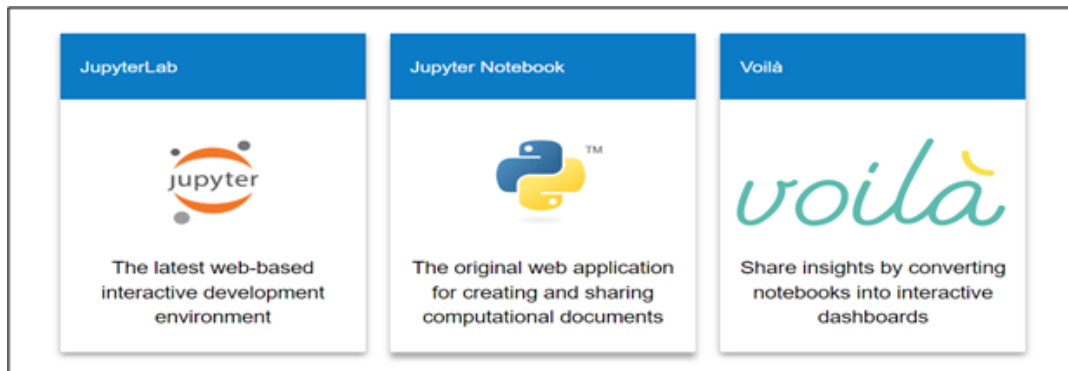 JupyterLab
jupyter
The latest web-based
interactive development
environment
Jupyter Notebook
TM
The original web application
for creating and sharing
computational documents
Voilà
voilà
Share insights by converting
notebooks into interactive
dashboards